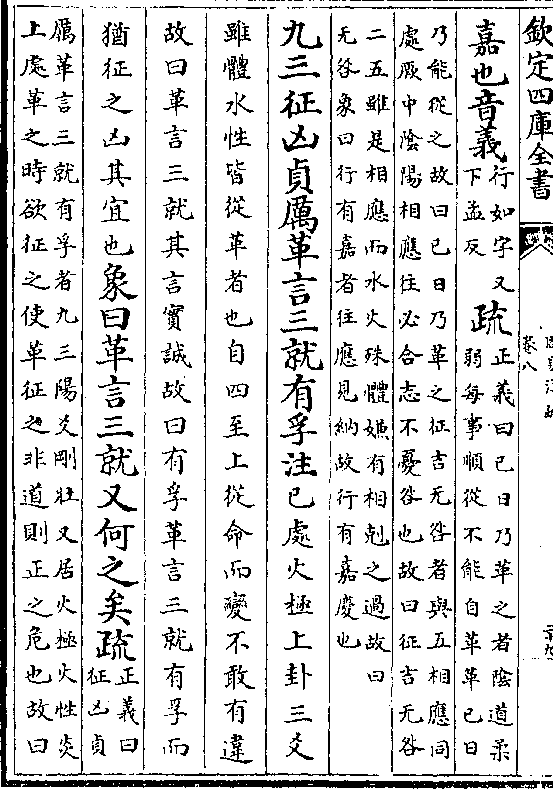 欽定四庫全書
卷八
嘉也音義行如字又下孟反疏正義曰已日乃革之者陰道柔
弱每事順從不能自革革已日
乃能從之故曰已日乃革之征吉无咎者與五相應同
處厥中陰陽相應往必合志不憂咎也故曰征吉无咎
二五雖是相應而水火殊體嫌有相剋之過故曰
无咎象曰行有嘉者往應見納故行有嘉慶也
九三征凶貞厲革言三就有孚注已處火極上卦三爻
雖體水性皆從革者也自四至上從命而變不敢有違
故曰革言三就其言實誠故曰有孚革言三就有孚而
猶征之凶其宜也象曰革言三就又何之矣疏正義曰
征凶貞
厲革言三就有孚者九三陽爻剛壯又居火極火性炎
上處革之時欲征之使革征之非道則正之危也故曰